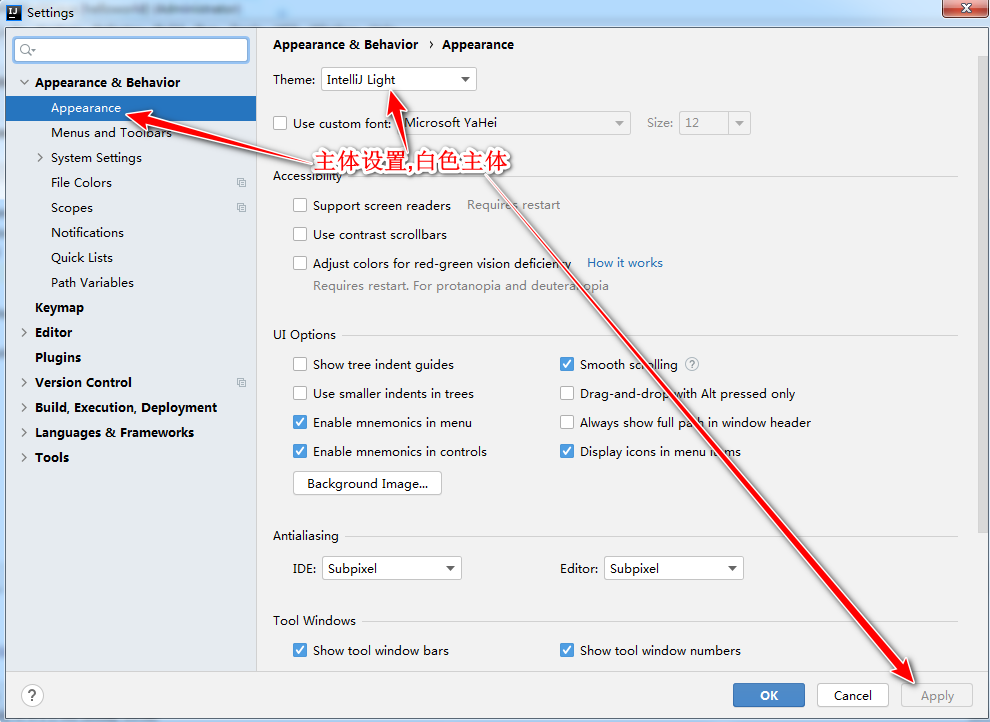 Settings
Appearance & Behavior
Appearance
Menus and Toolbars
System Settings
File Colors
Scopes
Notifications
Quick Lists
Path Variables
Keymap
Editor
Plugins
Version Control
Build, Execution, Deployment
Languages & Frameworks
Tools
Appearance & Behavior › Appearance
Theme: IntelliJ Light
Use custom font: Microsoft YaHei Size: 12
主体设置,白色主体
Accessibility
Support screen readers Requires restart
Use contrast scrollbars
Adjust colors for red-green vision deficiency How it works
Requires restart. For protanopia and deuteranopia
UI Options
Show tree indent guides Smooth scrolling ?
Use smaller indents in trees Drag-and-drop with Alt pressed only
Enable mnemonics in menu Always show full path in window header
Enable mnemonics in controls Display icons in menu items
Background Image...
Antialiasing
IDE: Subpixel Editor: Subpixel
Tool Windows
Show tool window bars Show tool window numbers
? OK Cancel Apply